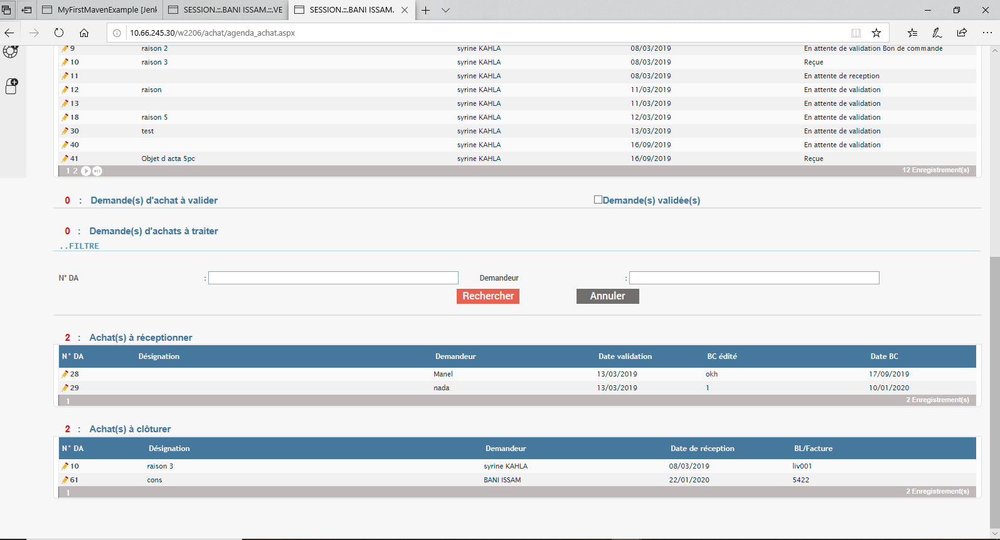 MyFirstMavenExample [Jenl
SESSION.::.BANI ISSAM.::.VE
SESSION.::.BANI ISSAM.
10.66.245.30/w2206/achat/agenda_achat.aspx
9 raison 2 syrine KAHLA 08/03/2019 En attente de validation Bon de commande
10 raison 3 syrine KAHLA 08/03/2019 Reçue
11 syrine KAHLA 08/03/2019 En attente de reception
12 raison syrine KAHLA 11/03/2019 En attente de validation
13 syrine KAHLA 11/03/2019 En attente de validation
18 raison 5 syrine KAHLA 12/03/2019 En attente de validation
30 test syrine KAHLA 13/03/2019 En attente de validation
40 syrine KAHLA 16/09/2019 En attente de validation
41 Objet d acta 5pc syrine KAHLA 16/09/2019 Reçue
1 2 12 Enregistrement(s)
0 : Demande(s) d'achat à valider Demande(s) validée(s)
0 : Demande(s) d'achats à traiter
..FILTRE
N° DA : Demandeur :
Rechercher Annuler
2 : Achat(s) à réceptionner
N° DA Désignation Demandeur Date validation BC édité Date BC
28 Manel 13/03/2019 okh 17/09/2019
29 nada 13/03/2019 1 10/01/2020
1 2 Enregistrement(s)
2 : Achat(s) à clôturer
N° DA Désignation Demandeur Date de réception BL/Facture
10 raison 3 syrine KAHLA 08/03/2019 liv001
61 cons BANI ISSAM 22/01/2020 5422
1 2 Enregistrement(s)